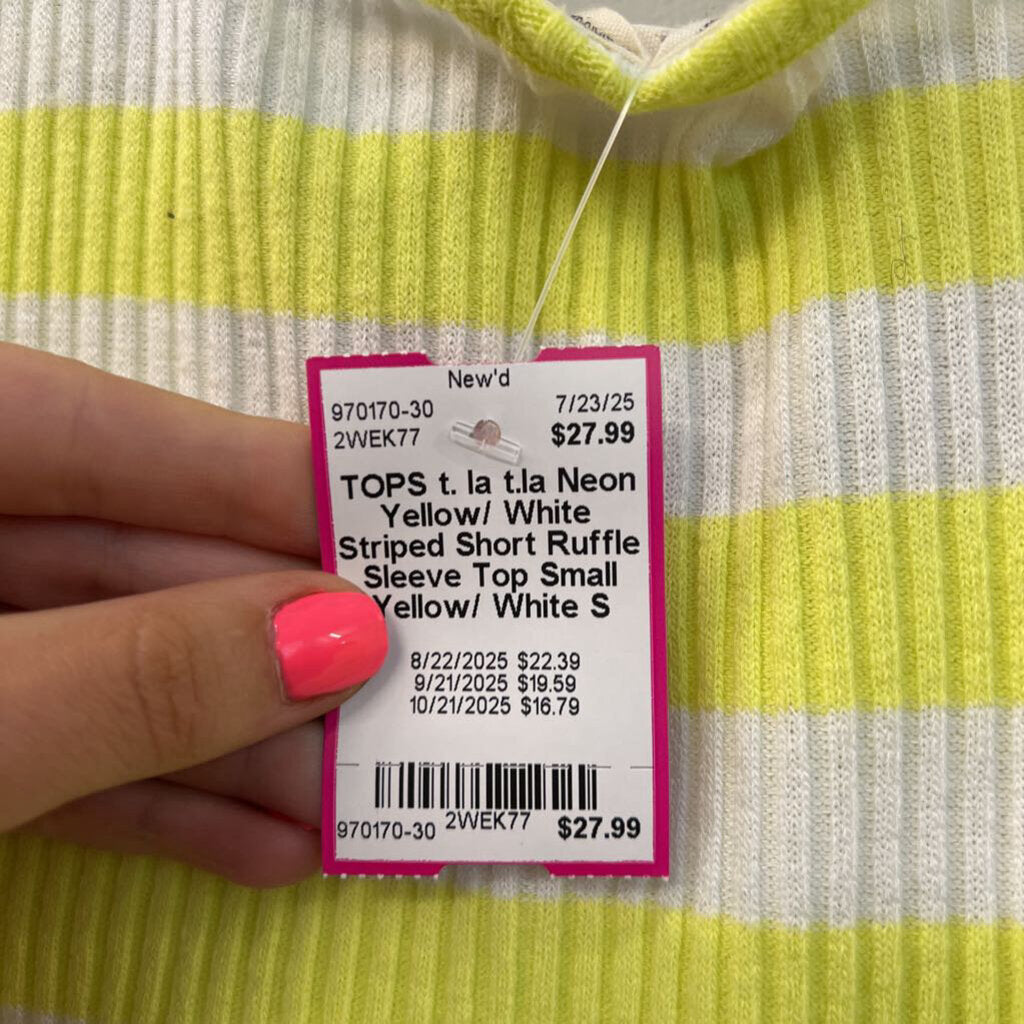 New'd
970170-30 7/23/25
2WEK77 $27.99
TOPS t. la t.la Neon
Yellow/ White
Striped Short Ruffle
Sleeve Top Small
Yellow/ White S
8/22/2025 $22.39
9/21/2025 $19.59
10/21/2025 $16.79
970170-30 2WEK77 $27.99